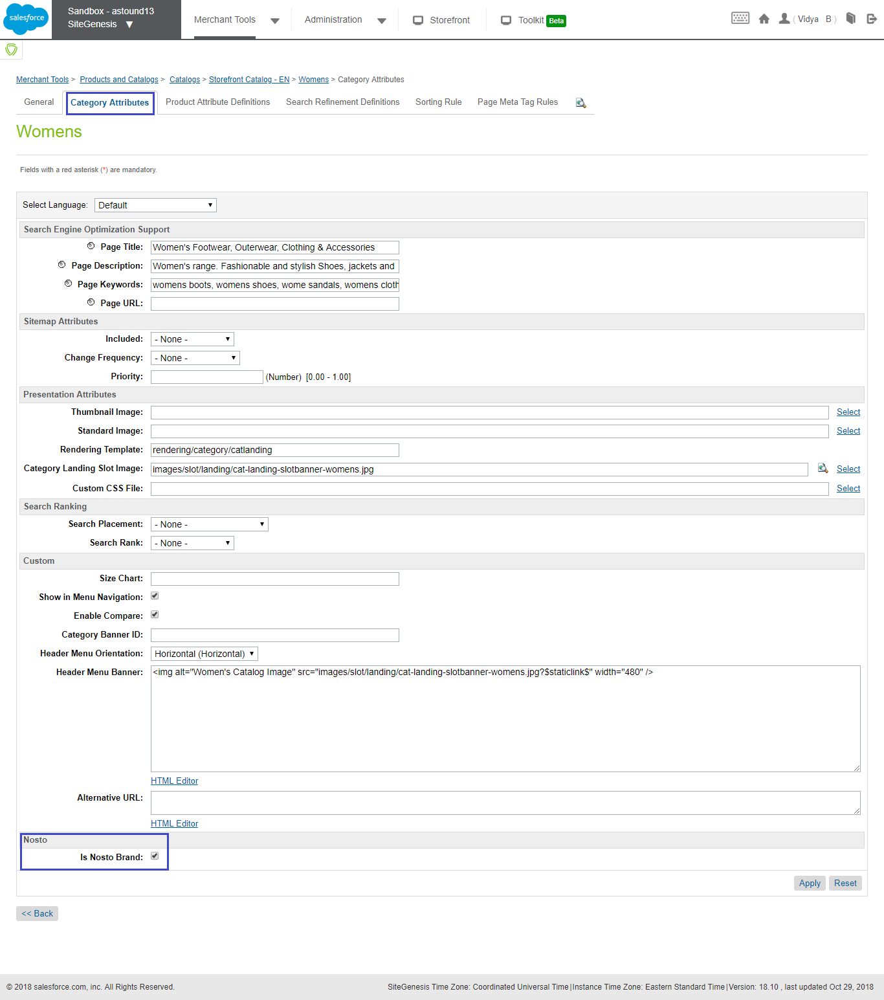 salesforce
Sandbox - astound13
SiteGenesis ▼
Merchant Tools
Administration
Storefront
Toolkit Beta
( Vidya B )
Merchant Tools > Products and Catalogs > Catalogs > Storefront Catalog - EN > Womens > Category Attributes
General Category Attributes Product Attribute Definitions Search Refinement Definitions Sorting Rule Page Meta Tag Rules
Womens
Fields with a red asterisk (*) are mandatory.
Select Language: Default
Search Engine Optimization Support
Page Title: Women's Footwear, Outerwear, Clothing & Accessories
Page Description: Women's range. Fashionable and stylish Shoes, jackets and
Page Keywords: womens boots, womens shoes, wome sandals, womens cloth
Page URL:
Sitemap Attributes
Included: - None -
Change Frequency: - None -
Priority: (Number) [0.00 - 1.00]
Presentation Attributes
Thumbnail Image: Select
Standard Image: Select
Rendering Template: rendering/category/catlanding
Category Landing Slot Image: images/slot/landing/cat-landing-slotbanner-womens.jpg Select
Custom CSS File: Select
Search Ranking
Search Placement: - None -
Search Rank: - None -
Custom
Size Chart:
Show in Menu Navigation:
Enable Compare:
Category Banner ID:
Header Menu Orientation: Horizontal (Horizontal)
Header Menu Banner: <img alt="Women's Catalog Image" src="images/slot/landing/cat-landing-slotbanner-womens.jpg?$staticlink$" width="480" />
HTML Editor
Alternative URL:
HTML Editor
Nosto
Is Nosto Brand:
Apply Reset
<< Back
© 2018 salesforce.com, inc. All Rights Reserved.
SiteGenesis Time Zone: Coordinated Universal Time|Instance Time Zone: Eastern Standard Time|Version: 18.10 , last updated Oct 29, 2018